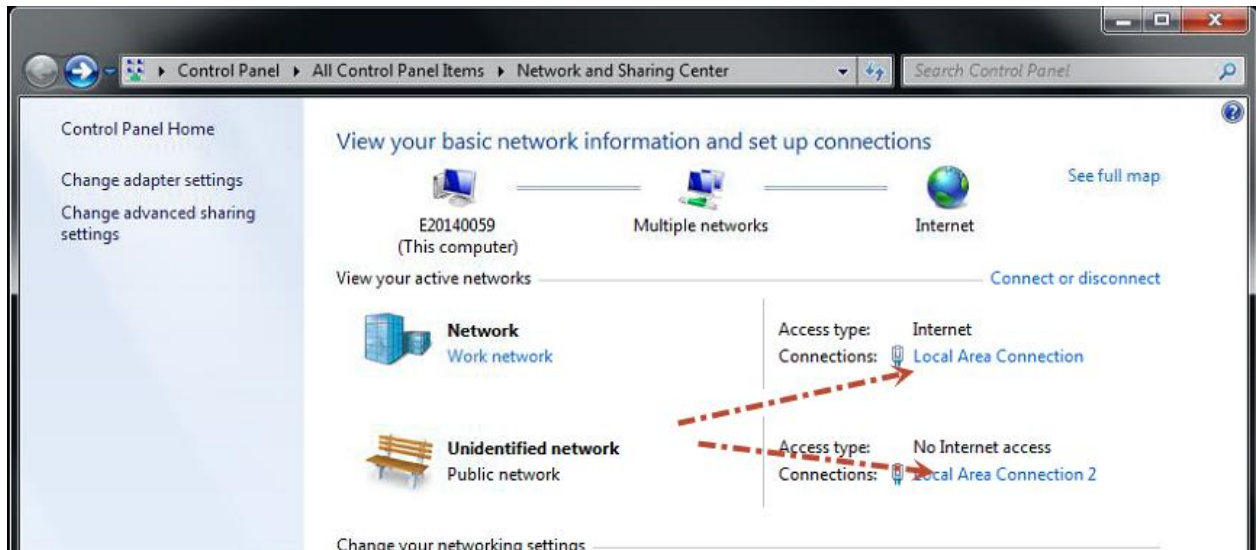 Control Panel ▸ All Control Panel Items ▸ Network and Sharing Center
Search Control Panel
Control Panel Home
Change adapter settings
Change advanced sharing
settings
View your basic network information and set up connections
See full map
E20140059
(This computer)
Multiple networks
Internet
View your active networks
Connect or disconnect
Network
Work network
Access type: Internet
Connections: Local Area Connection
Unidentified network
Public network
Access type: No Internet access
Connections: Local Area Connection 2
Change your networking settings